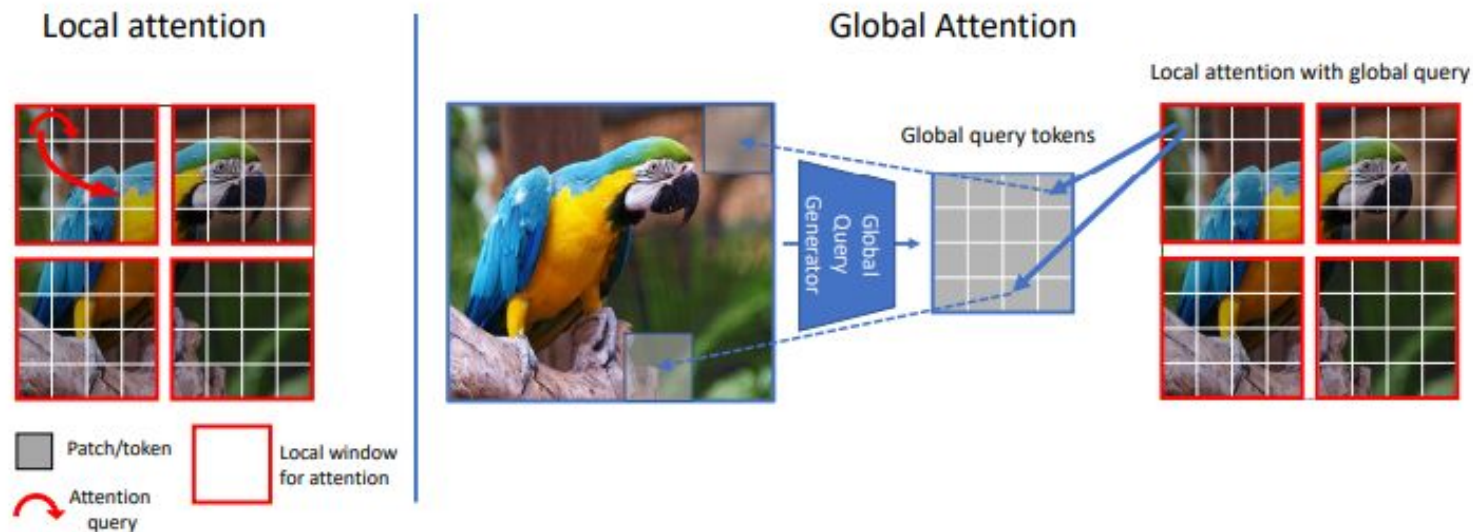 Local attention
Global Attention
Local attention with global query
Global query tokens
Global
Query
Generator
Patch/token
Local window
for attention
Attention
query